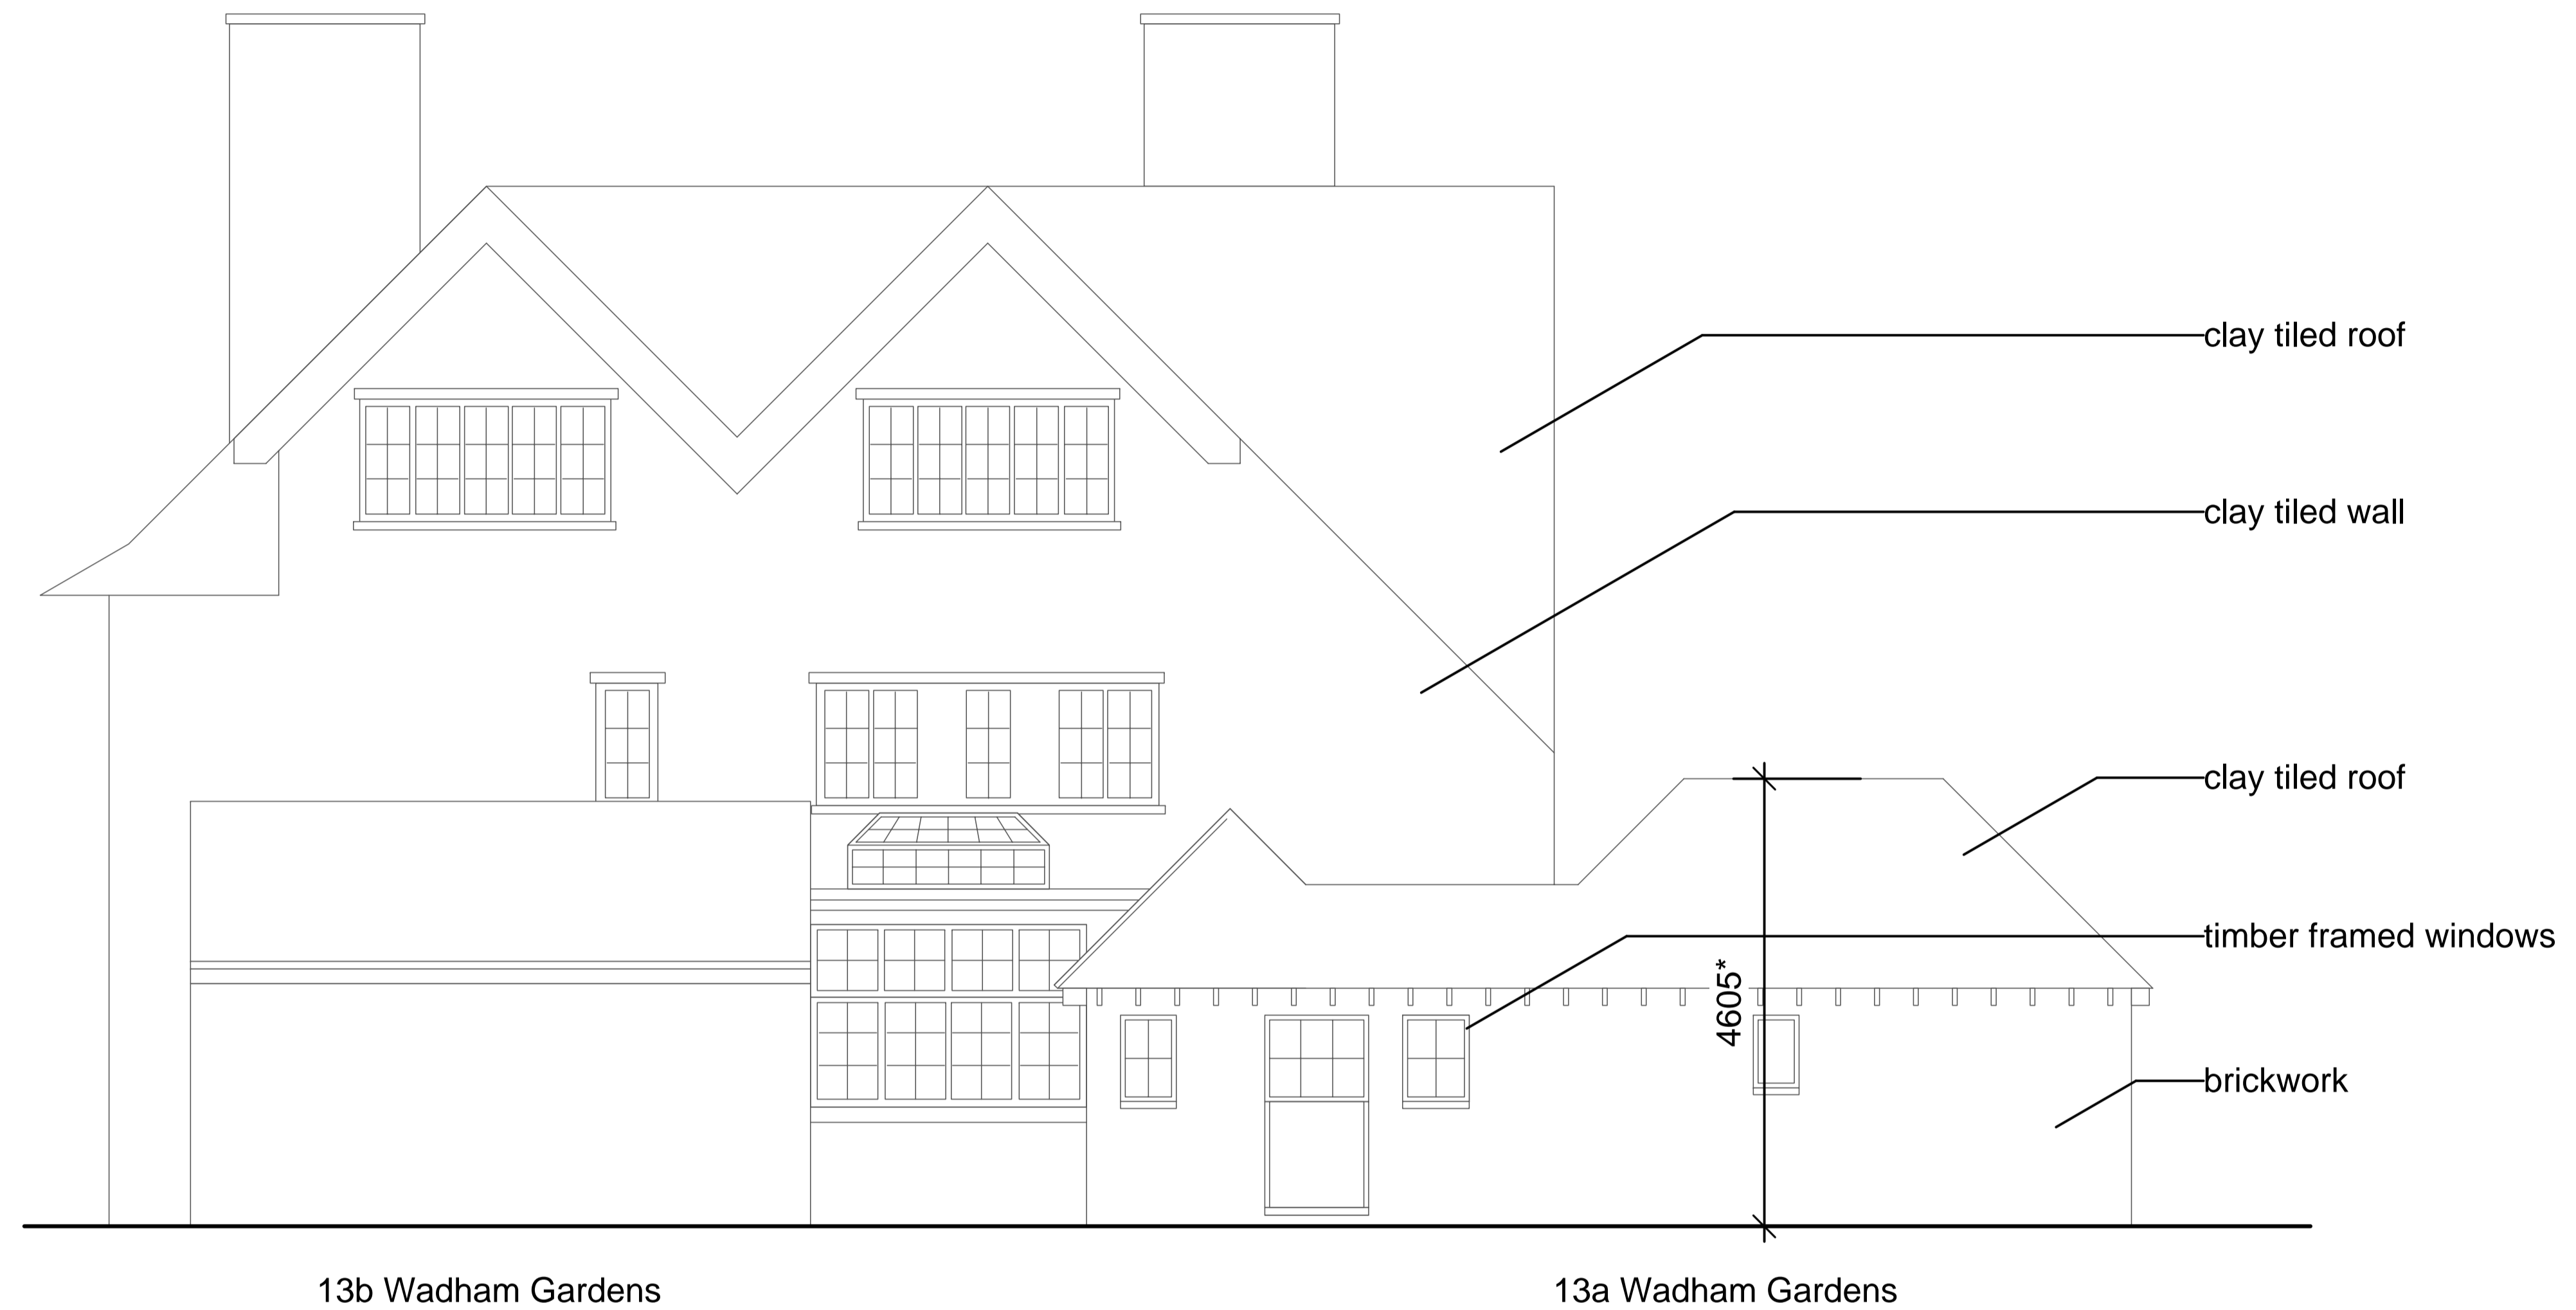 clay tiled roof
clay tiled wall
clay tiled roof
timber framed windows
4605*
brickwork
13b Wadham Gardens
13a Wadham Gardens